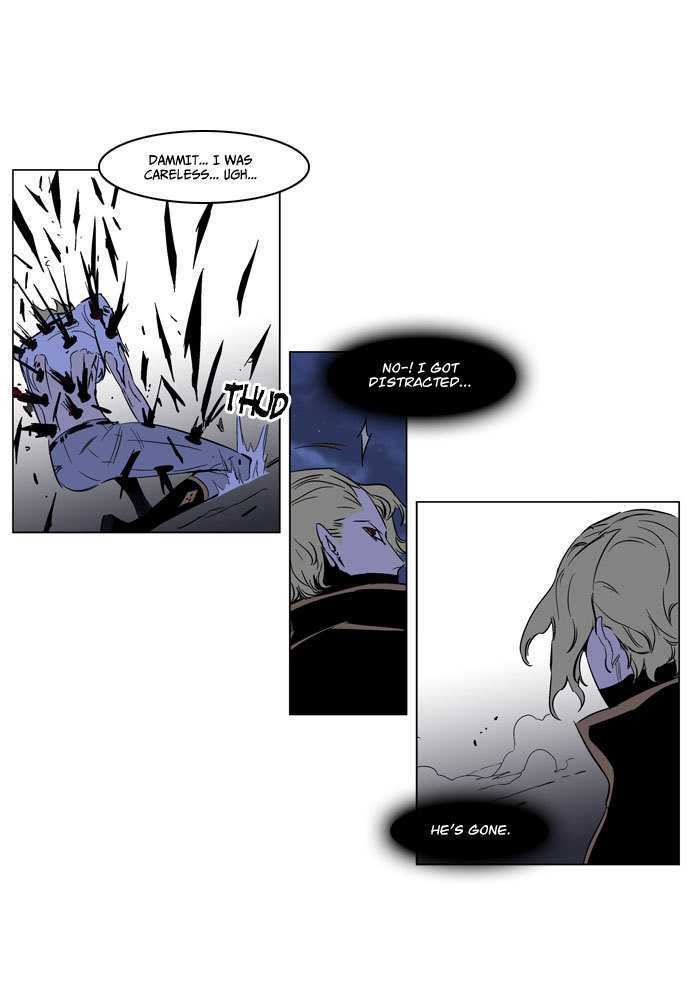 DAMMIT... I WAS
CARELESS... UGH...
THUD
NO-! I GOT
DISTRACTED...
HE'S GONE.